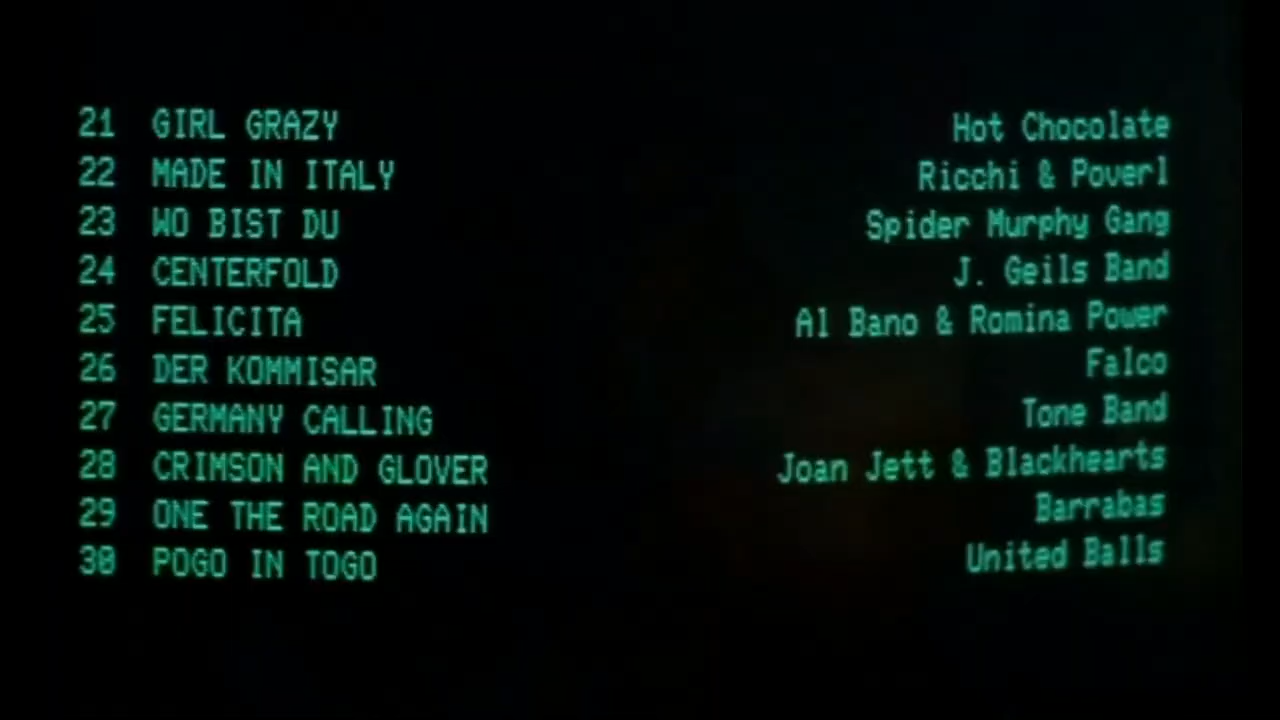 21 GIRL GRAZY Hot Chocolate
22 MADE IN ITALY Ricchi & Poverl
23 WO BIST DU Spider Murphy Gang
24 CENTERFOLD J. Geils Band
25 FELICITA Al Bano & Romina Power
26 DER KOMMISAR Falco
27 GERMANY CALLING Tone Band
28 CRIMSON AND GLOVER Joan Jett & Blackhearts
29 ONE THE ROAD AGAIN Barrabas
30 POGO IN TOGO United Balls